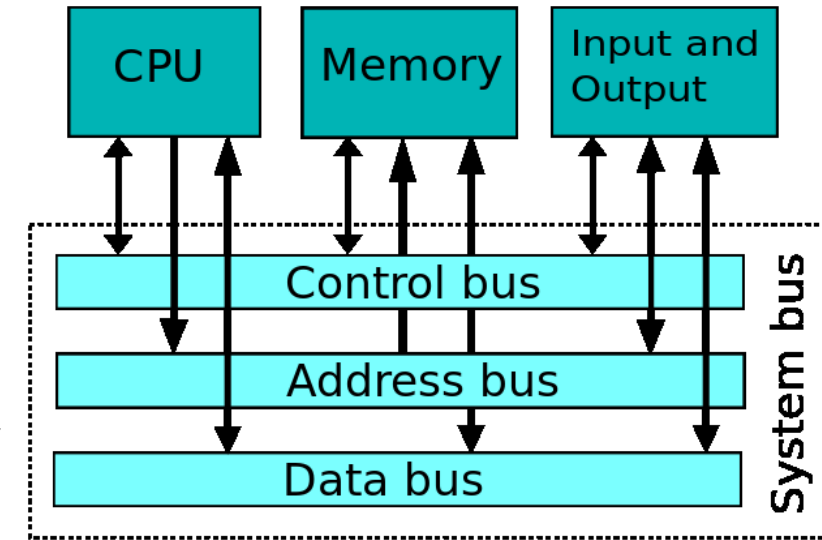 CPU
Memory
Input and
Output
Control bus
Address bus
Data bus
System bus